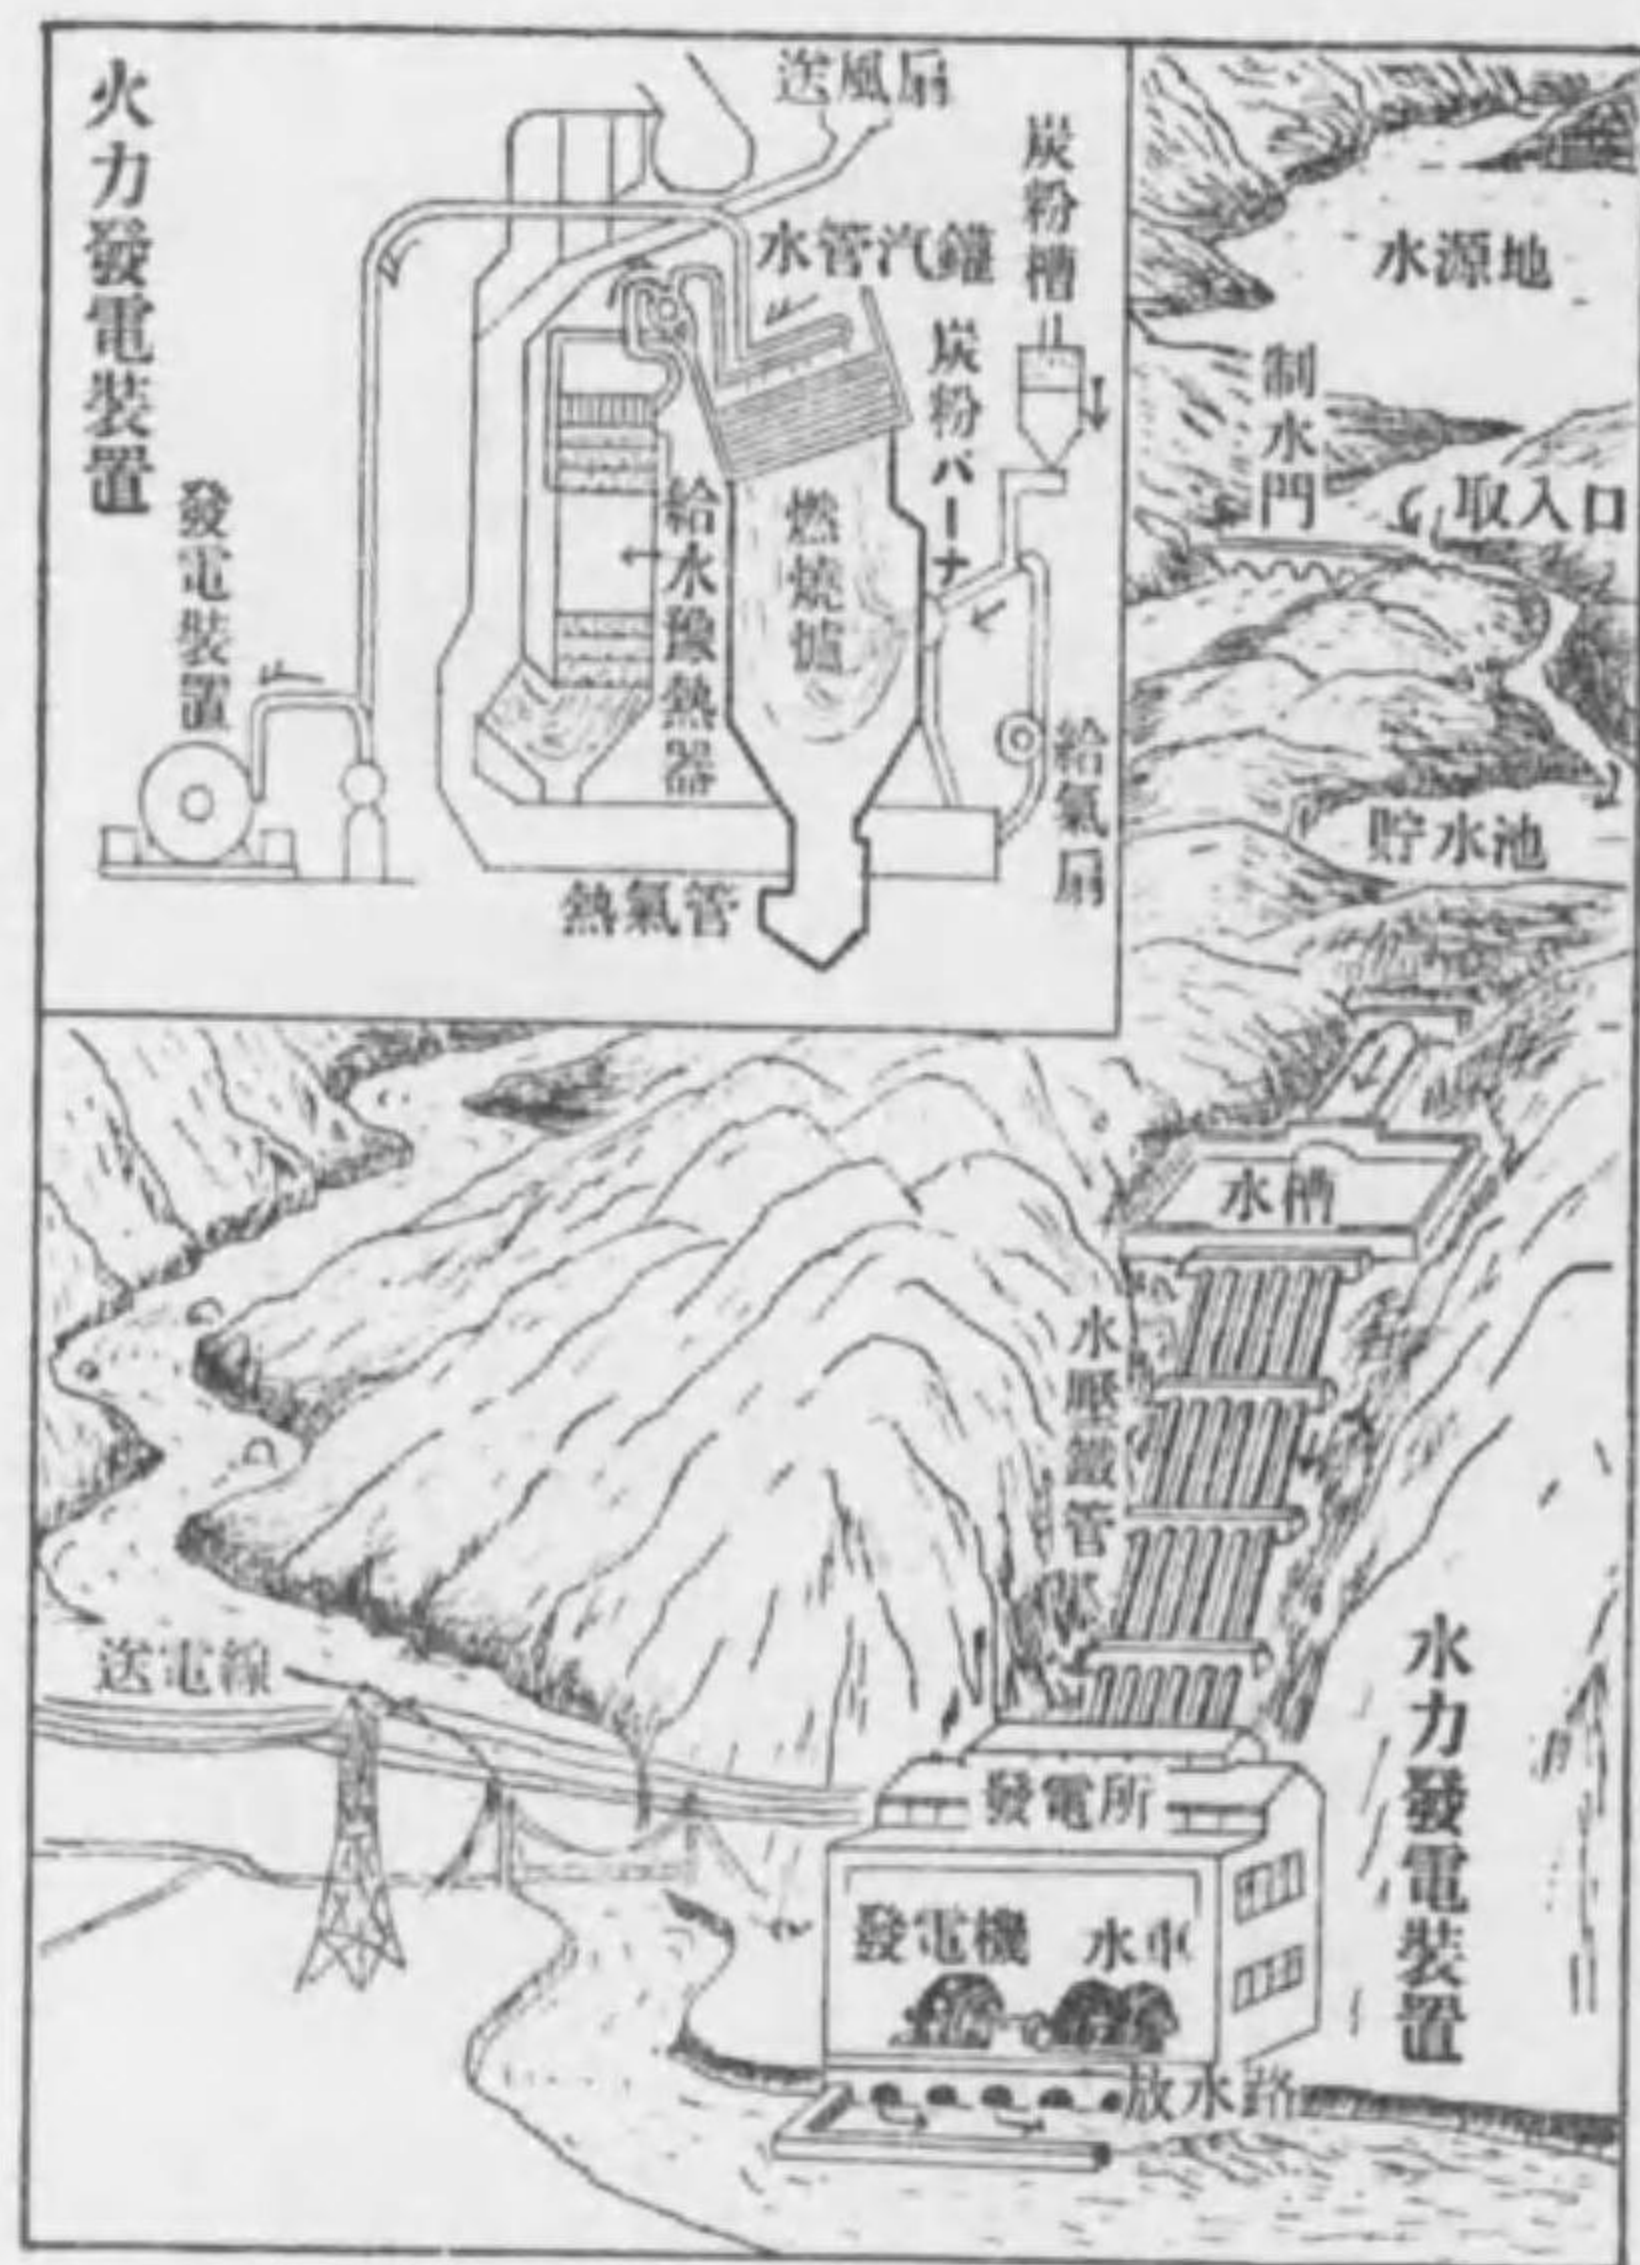 火力發電裝置
送風扇
炭粉槽
水管汽罐
炭粉バーナ
發電裝置
給水豫熱器
燃燒爐
給氣扇
熱氣管
水源地
制水門
取入口
貯水池
水槽
水壓鐵管
送電線
水力發電裝置
發電所
發電機
水車
放水路